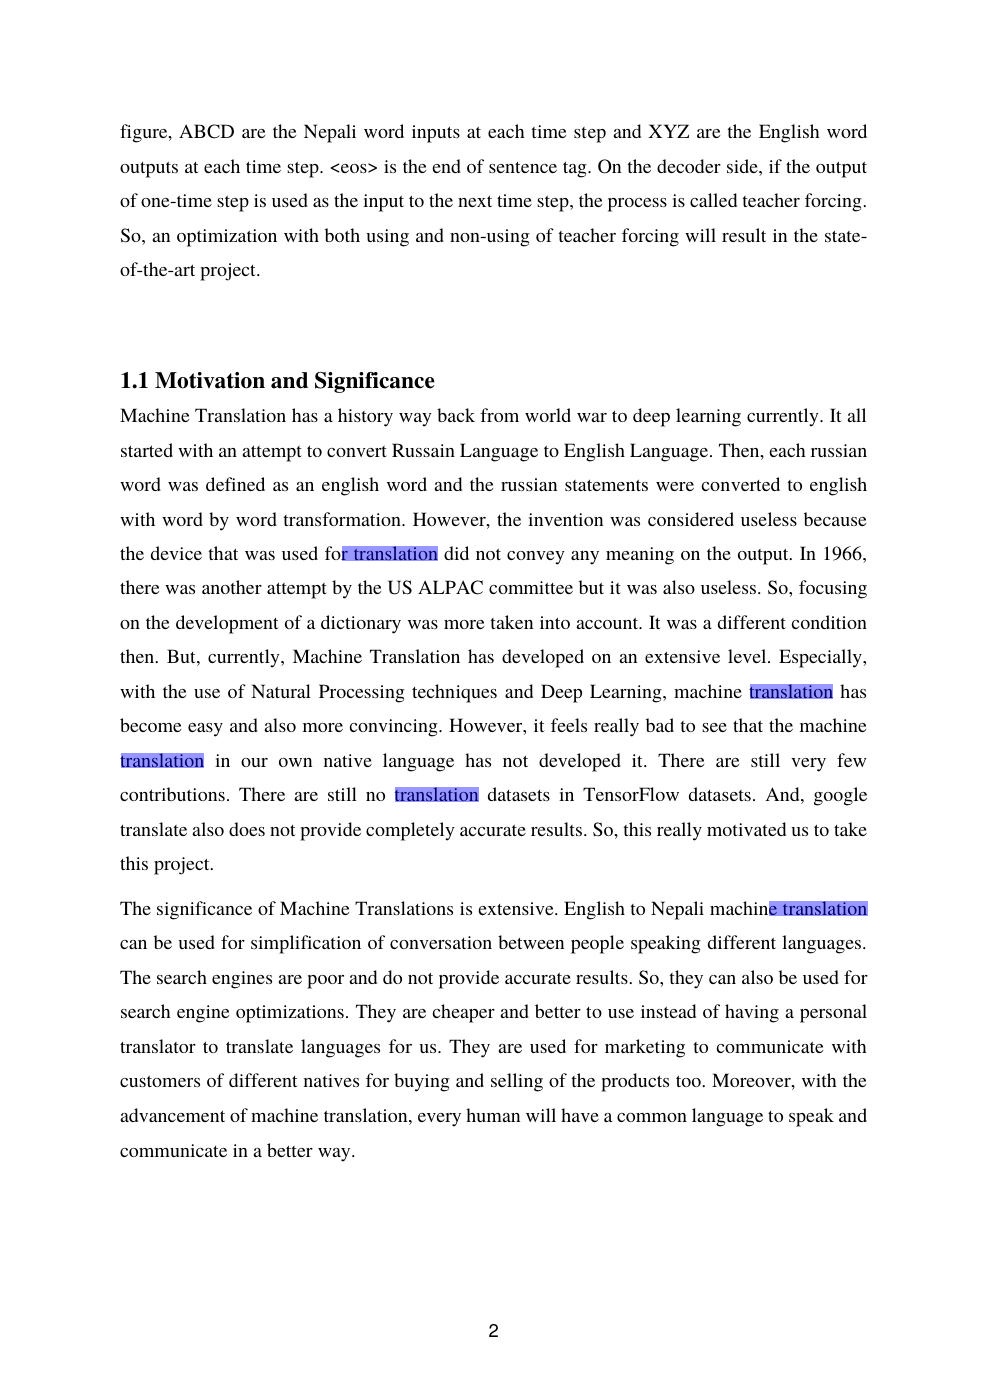 figure, ABCD are the Nepali word inputs at each time step and XYZ are the English word
outputs at each time step. <eos> is the end of sentence tag. On the decoder side, if the output
of one-time step is used as the input to the next time step, the process is called teacher forcing.
So, an optimization with both using and non-using of teacher forcing will result in the state-
of-the-art project.
1.1 Motivation and Significance
Machine Translation has a history way back from world war to deep learning currently. It all
started with an attempt to convert Russain Language to English Language. Then, each russian
word was defined as an english word and the russian statements were converted to english
with word by word transformation. However, the invention was considered useless because
the device that was used for translation did not convey any meaning on the output. In 1966,
there was another attempt by the US ALPAC committee but it was also useless. So, focusing
on the development of a dictionary was more taken into account. It was a different condition
then. But, currently, Machine Translation has developed on an extensive level. Especially,
with the use of Natural Processing techniques and Deep Learning, machine translation has
become easy and also more convincing. However, it feels really bad to see that the machine
translation in our own native language has not developed it. There are still very few
contributions. There are still no translation datasets in TensorFlow datasets. And, google
translate also does not provide completely accurate results. So, this really motivated us to take
this project.
The significance of Machine Translations is extensive. English to Nepali machine translation
can be used for simplification of conversation between people speaking different languages.
The search engines are poor and do not provide accurate results. So, they can also be used for
search engine optimizations. They are cheaper and better to use instead of having a personal
translator to translate languages for us. They are used for marketing to communicate with
customers of different natives for buying and selling of the products too. Moreover, with the
advancement of machine translation, every human will have a common language to speak and
communicate in a better way.
2